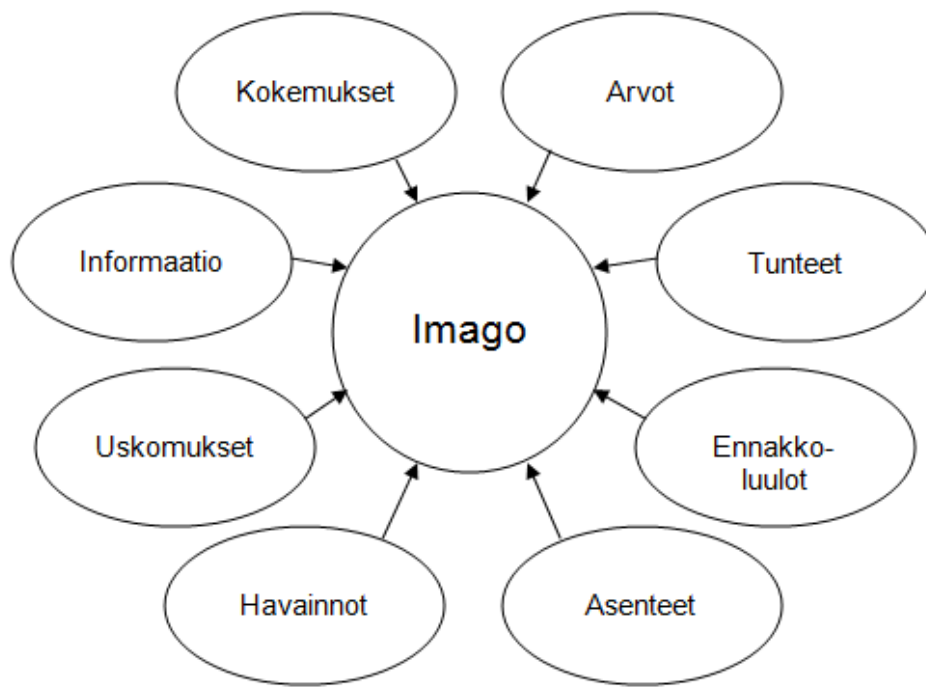 Kokemukset
Arvot
Informaatio
Tunteet
Imago
Uskomukset
Ennakko-
luulot
Havainnot
Asenteet